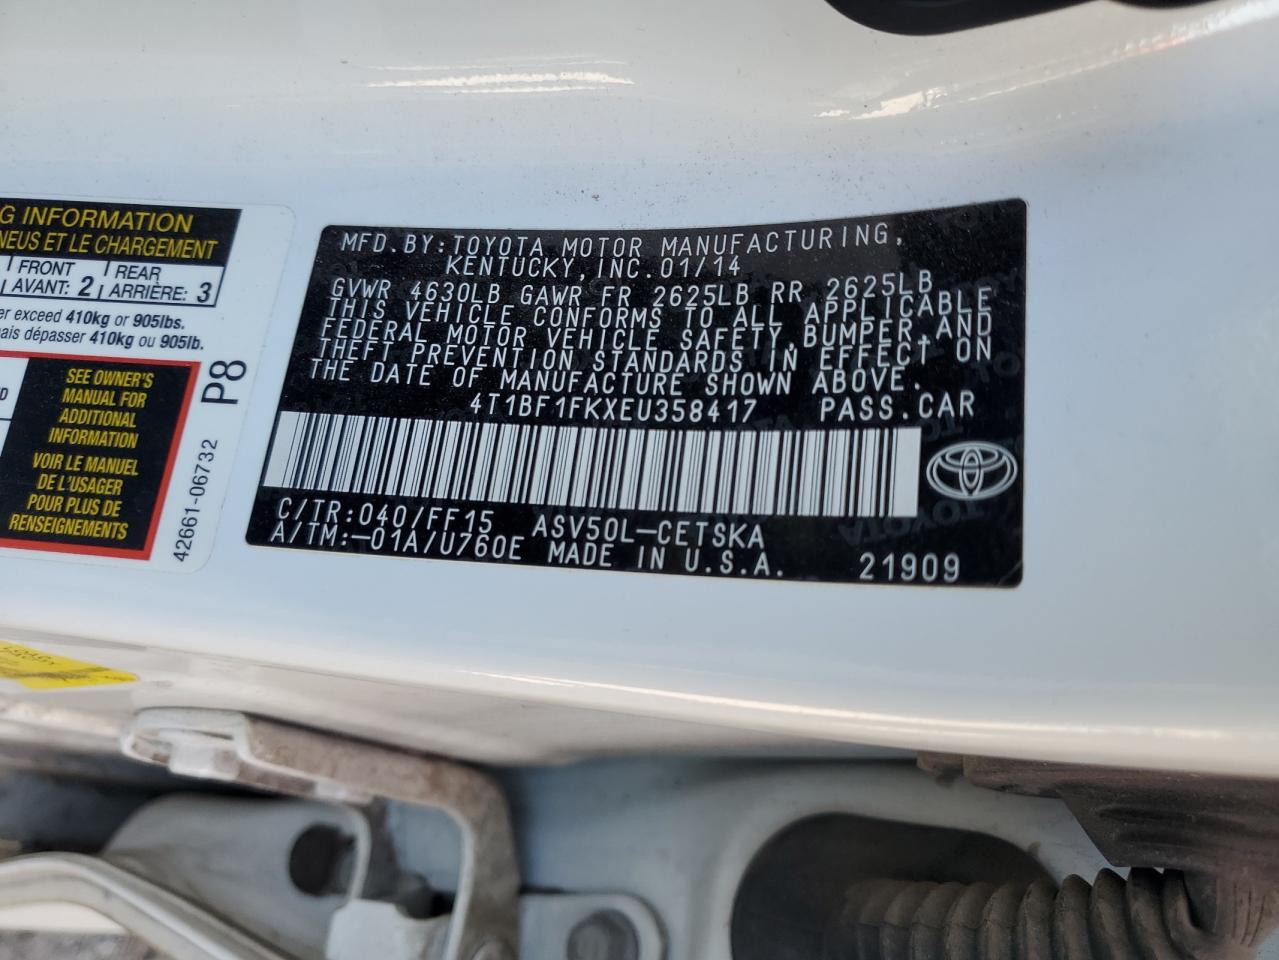 G INFORMATION
NEUS ET LE CHARGEMENT
FRONT
AVANT: 2
REAR
ARRIÈRE: 3
er exceed 410kg or 905lbs.
mais dépasser 410kg ou 905lb.
SEE OWNER'S
MANUAL FOR
ADDITIONAL
INFORMATION
VOIR LE MANUEL
DE L'USAGER
POUR PLUS DE
RENSEIGNEMENTS
P8
42661-06732
MFD.BY:TOYOTA MOTOR MANUFACTURING,
KENTUCKY,INC.01/14
GVWR 4630LB GAWR FR 2625LB RR 2625LB
THIS VEHICLE CONFORMS TO ALL APPLICABLE
FEDERAL MOTOR VEHICLE SAFETY,BUMPER,AND
THEFT PREVENTION STANDARDS IN EFFECT ON
THE DATE OF MANUFACTURE SHOWN ABOVE.
4T1BF1FKXEU358417 PASS.CAR
C/TR:040/FF15 ASV50L-CETSKA
A/TM:-01A/U760E MADE IN U.S.A. 21909